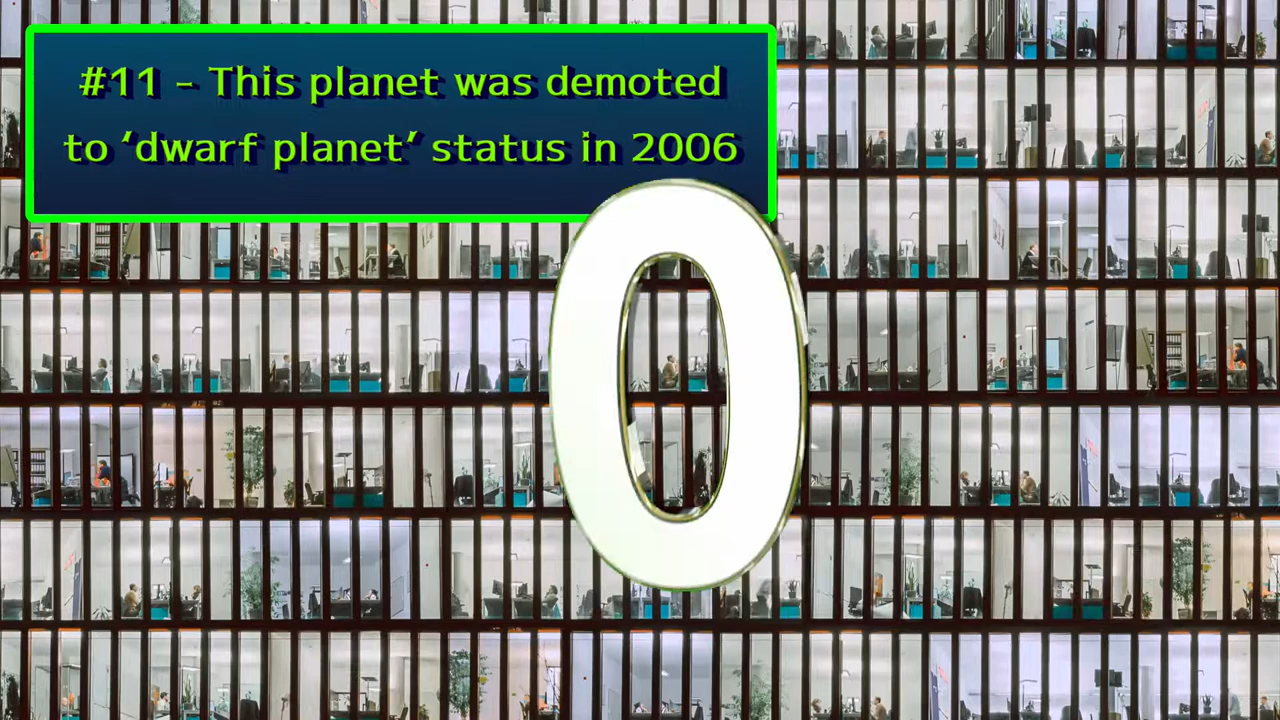 #11 - This planet was demoted
to ‘dwarf planet’ status in 2006
0